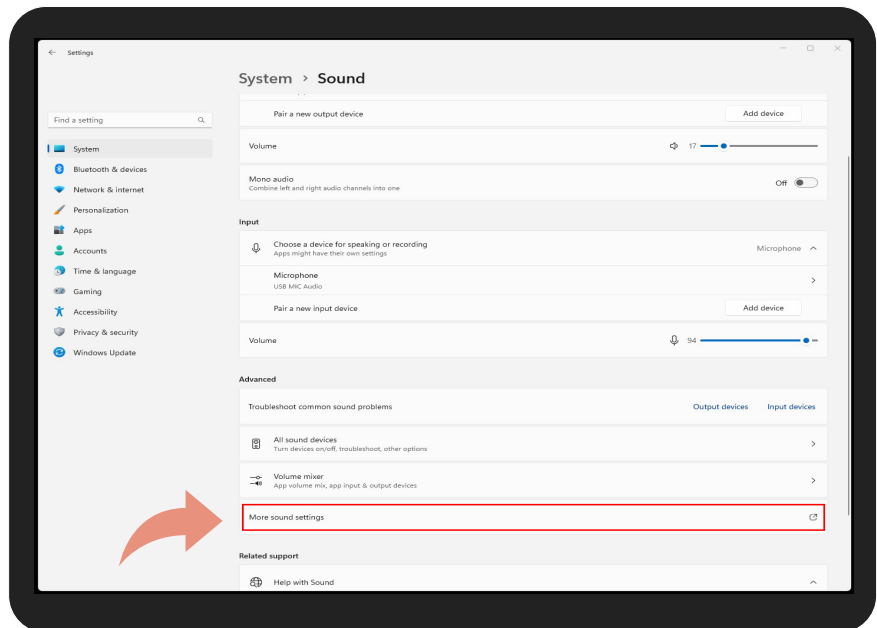 Settings
System > Sound
Find a setting
System
Bluetooth & devices
Network & internet
Personalization
Apps
Accounts
Time & language
Gaming
Accessibility
Privacy & security
Windows Update
Pair a new output device
Add device
Volume
17
Mono audio
Combine left and right audio channels into one
Off
Input
Choose a device for speaking or recording
Apps might have their own settings
Microphone
Microphone
USB MIC Audio
Pair a new input device
Add device
Volume
94
Advanced
Troubleshoot common sound problems
Output devices
Input devices
All sound devices
Turn devices on/off, troubleshoot, other options
Volume mixer
App volume mix, app input & output devices
More sound settings
Related support
Help with Sound